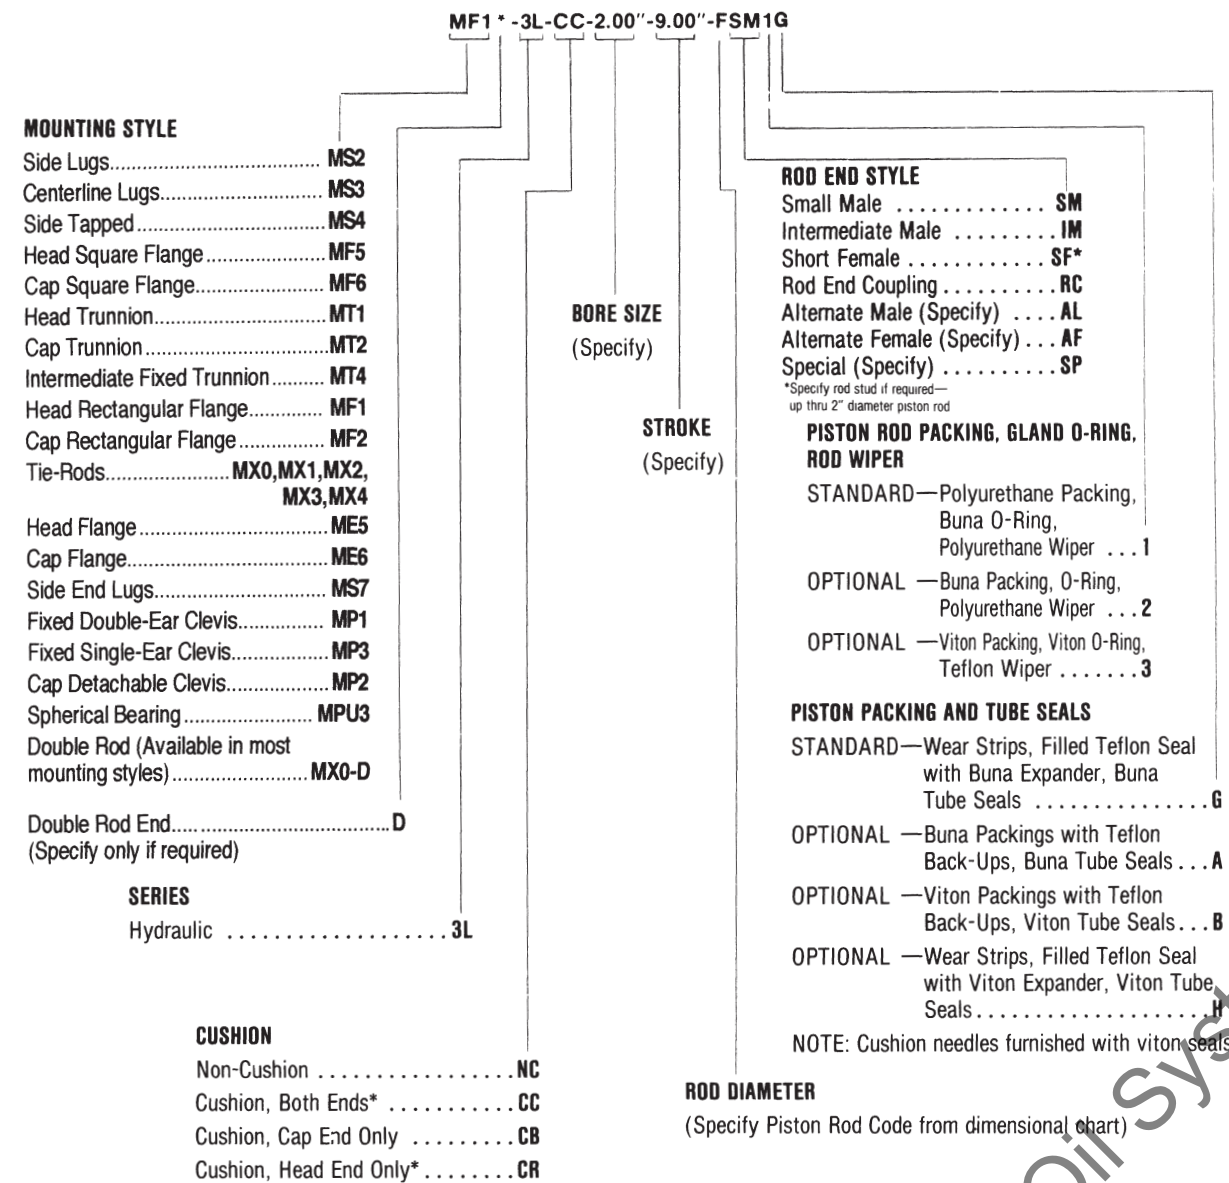 MF1*-3L-CC-2.00"-9.00"-FSM1G
MOUNTING STYLE
Side Lugs...................................... MS2
Centerline Lugs.............................. MS3
Side Tapped.................................. MS4
Head Square Flange...................... MF5
Cap Square Flange........................ MF6
Head Trunnion................................ MT1
Cap Trunnion................................. MT2
Intermediate Fixed Trunnion.......... MT4
Head Rectangular Flange.............. MF1
Cap Rectangular Flange................ MF2
Tie-Rods....................... MX0,MX1,MX2,
MX3,MX4
Head Flange.................................. ME5
Cap Flange.................................... ME6
Side End Lugs............................... MS7
Fixed Double-Ear Clevis................ MP1
Fixed Single-Ear Clevis.................. MP3
Cap Detachable Clevis................... MP2
Spherical Bearing....................... MPU3
Double Rod (Available in most
mounting styles)......................... MX0-D
Double Rod End........................................ D
(Specify only if required)
SERIES
Hydraulic ................... 3L
CUSHION
Non-Cushion ................. NC
Cushion, Both Ends* ........... CC
Cushion, Cap End Only ......... CB
Cushion, Head End Only* ........ CR
BORE SIZE
(Specify)
STROKE
(Specify)
ROD END STYLE
Small Male ............. SM
Intermediate Male ......... IM
Short Female ............ SF*
Rod End Coupling .......... RC
Alternate Male (Specify) .... AL
Alternate Female (Specify) ... AF
Special (Specify) .......... SP
*Specify rod stud if required—
up thru 2" diameter piston rod
PISTON ROD PACKING, GLAND O-RING,
ROD WIPER
STANDARD—Polyurethane Packing,
Buna O-Ring,
Polyurethane Wiper ... 1
OPTIONAL —Buna Packing, O-Ring,
Polyurethane Wiper ... 2
OPTIONAL —Viton Packing, Viton O-Ring,
Teflon Wiper ....... 3
PISTON PACKING AND TUBE SEALS
STANDARD—Wear Strips, Filled Teflon Seal
with Buna Expander, Buna
Tube Seals ............... G
OPTIONAL —Buna Packings with Teflon
Back-Ups, Buna Tube Seals ... A
OPTIONAL —Viton Packings with Teflon
Back-Ups, Viton Tube Seals ... B
OPTIONAL —Wear Strips, Filled Teflon Seal
with Viton Expander, Viton Tube
Seals .................... H
NOTE: Cushion needles furnished with viton seals
ROD DIAMETER
(Specify Piston Rod Code from dimensional chart)
Oil Syst